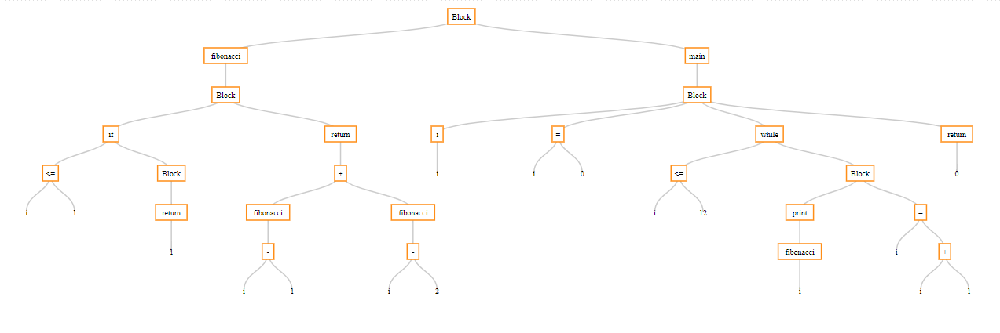 Block
fibonacci main
Block Block
if return i = while return
<= Block + i i 0 <= Block 0
i 1 return fibonacci fibonacci i 12 print =
1 - - fibonacci i +
i 1 i 2 i i 1